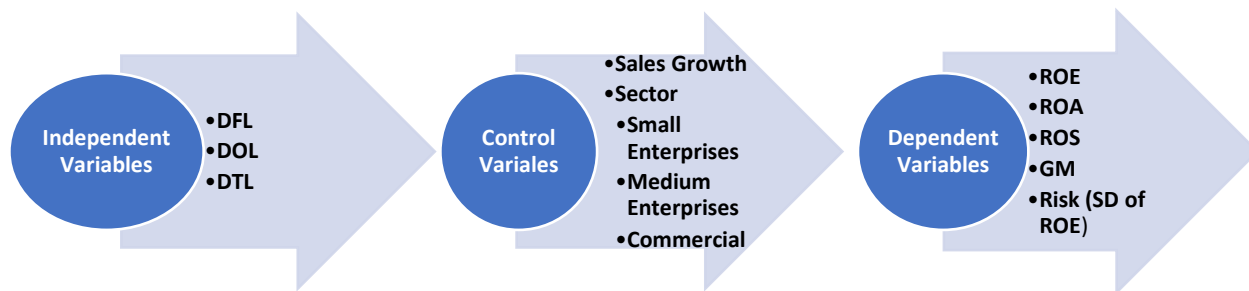 Independent
Variables
•DFL
•DOL
•DTL
Control
Variales
•Sales Growth
•Sector
•Small
Enterprises
•Medium
Enterprises
•Commercial
Dependent
Variables
•ROE
•ROA
•ROS
•GM
•Risk (SD of
ROE)